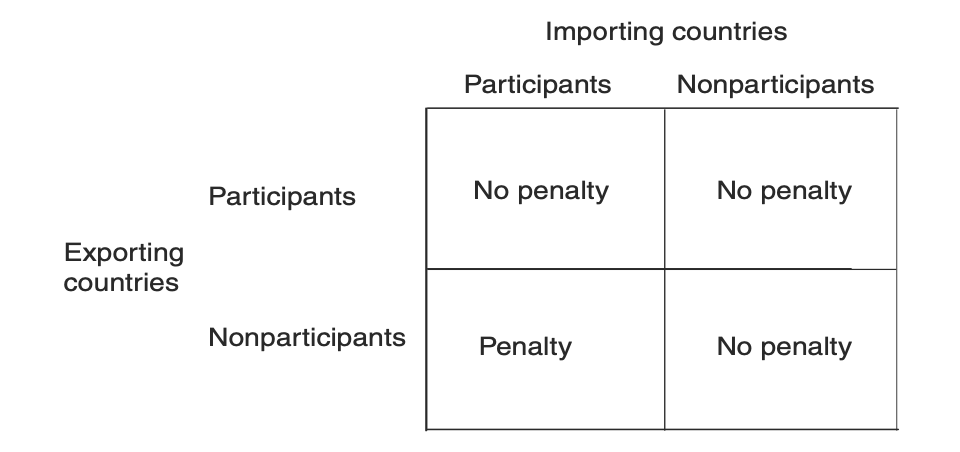 Importing countries
Participants Nonparticipants
Participants No penalty No penalty
Exporting
countries
Nonparticipants Penalty No penalty